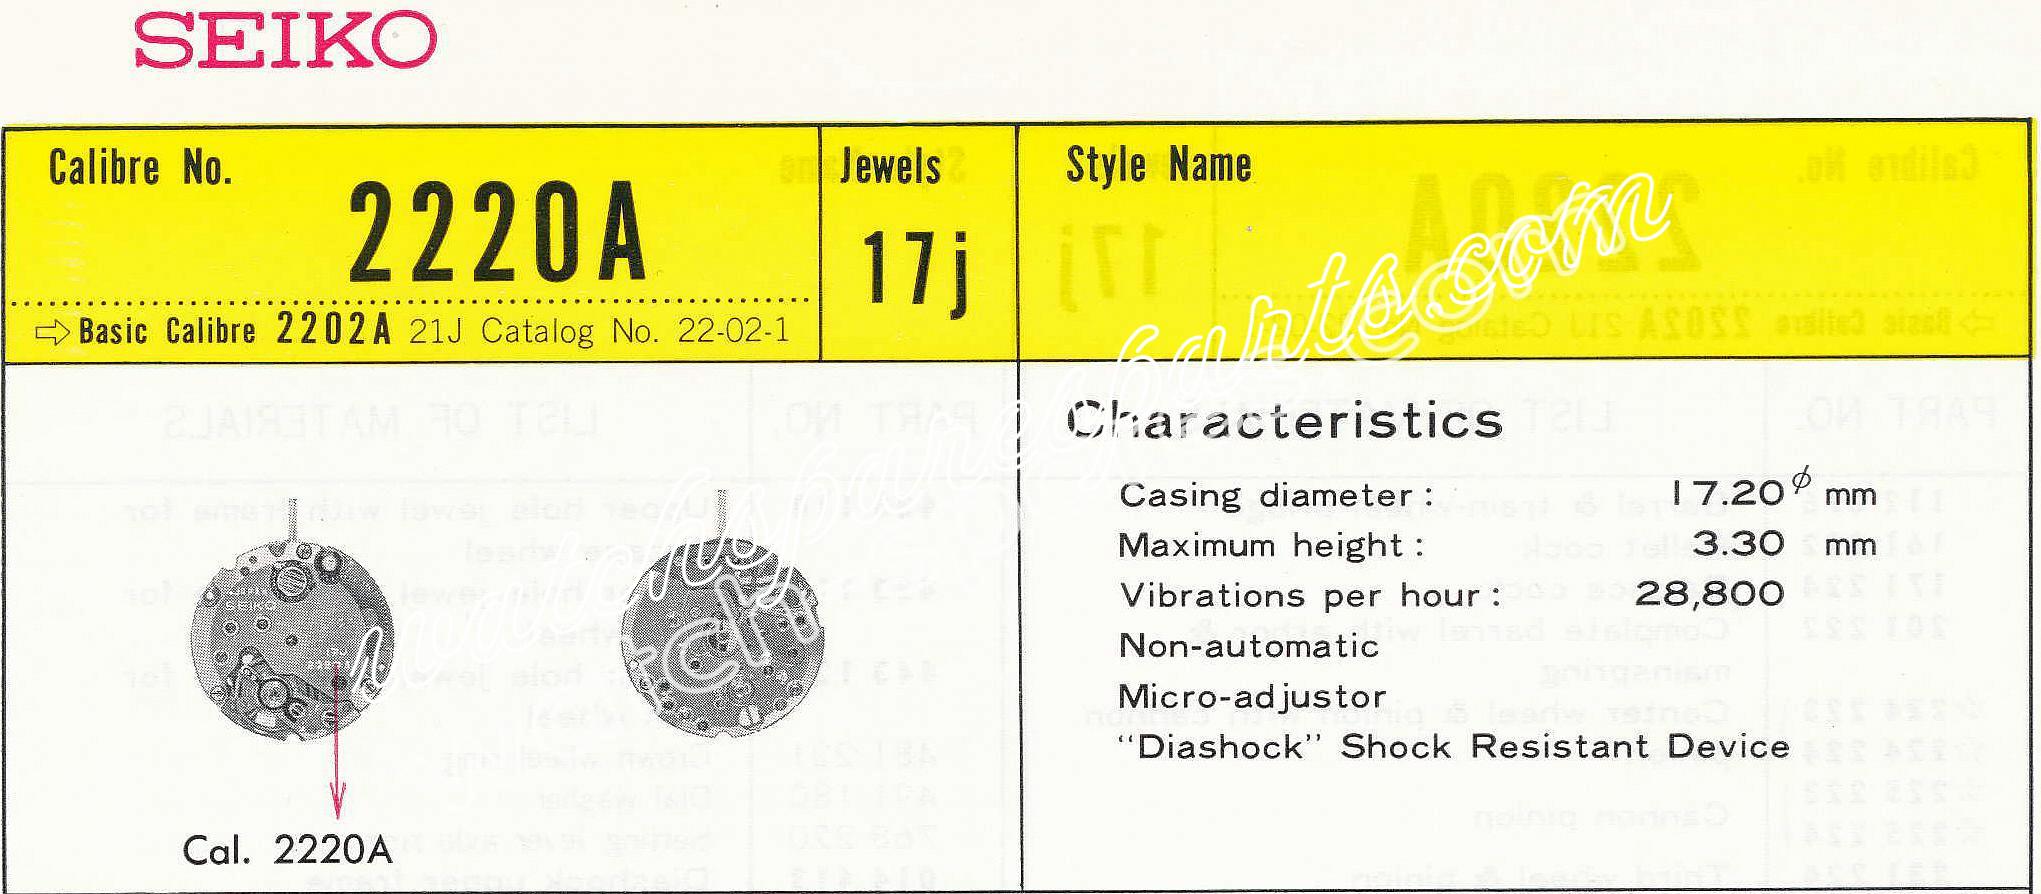 SEIKO
Calibre No.
2220A
⇨ Basic Calibre 2202A 21J Catalog No. 22-02-1
Jewels
17j
Style Name
Characteristics
Casing diameter : 17.20ϕ mm
Maximum height : 3.30 mm
Vibrations per hour : 28,800
Non-automatic
Micro-adjustor
"Diashock" Shock Resistant Device
SEIKO
Cal. 2220A